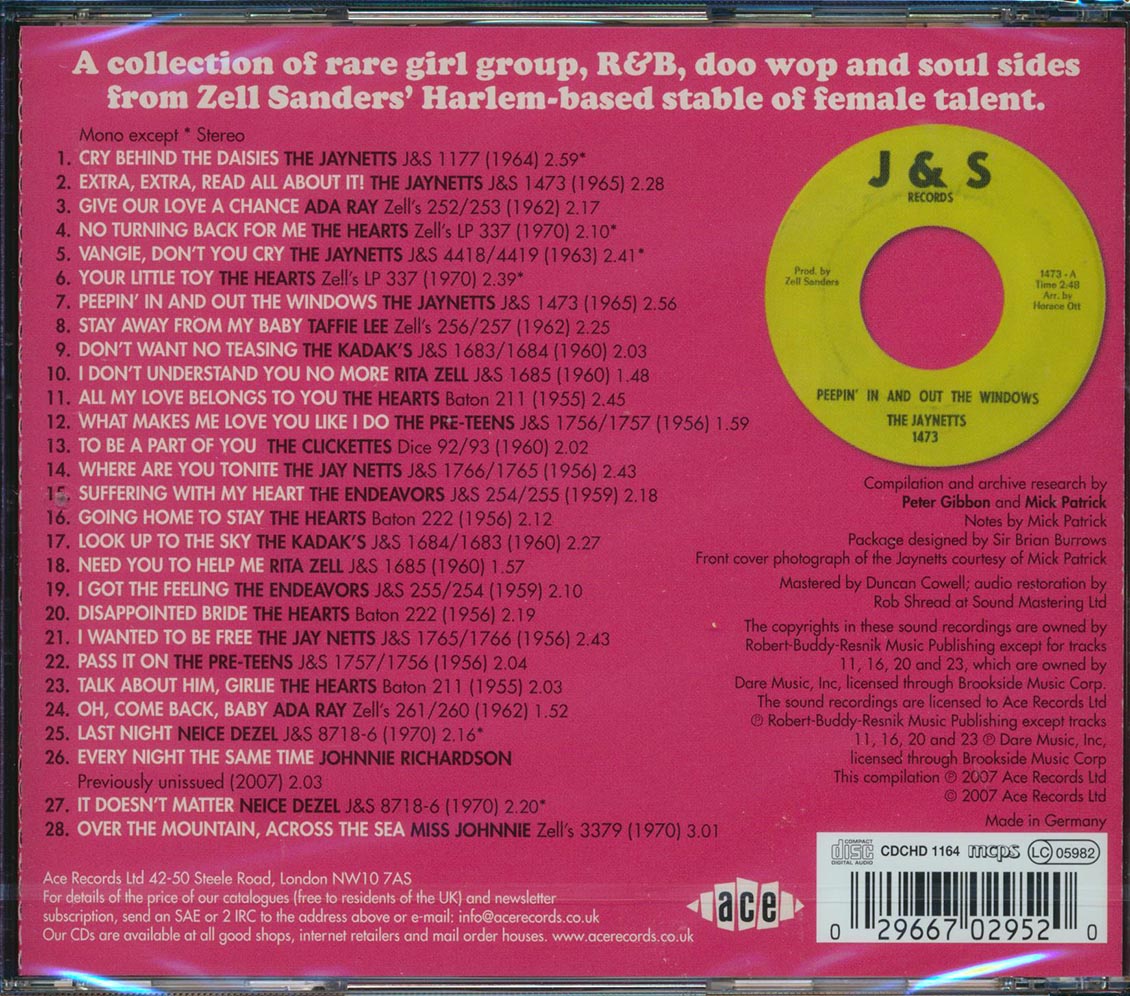 A collection of rare girl group, R&B, doo wop and soul sides
from Zell Sanders' Harlem-based stable of female talent.
Mono except * Stereo
1. CRY BEHIND THE DAISIES THE JAYNETTS J&S 1177 (1964) 2.59*
2. EXTRA, EXTRA, READ ALL ABOUT IT! THE JAYNETTS J&S 1473 (1965) 2.28
3. GIVE OUR LOVE A CHANCE ADA RAY Zell's 252/253 (1962) 2.17
4. NO TURNING BACK FOR ME THE HEARTS Zell's LP 337 (1970) 2.10*
5. VANGIE, DON'T YOU CRY THE JAYNETTS J&S 4418/4419 (1963) 2.41*
6. YOUR LITTLE TOY THE HEARTS Zell's LP 337 (1970) 2.39*
7. PEEPIN' IN AND OUT THE WINDOWS THE JAYNETTS J&S 1473 (1965) 2.56
8. STAY AWAY FROM MY BABY TAFFIE LEE Zell's 256/257 (1962) 2.25
9. DON'T WANT NO TEASING THE KADAK'S J&S 1683/1684 (1960) 2.03
10. I DON'T UNDERSTAND YOU NO MORE RITA ZELL J&S 1685 (1960) 1.48
11. ALL MY LOVE BELONGS TO YOU THE HEARTS Baton 211 (1955) 2.45
12. WHAT MAKES ME LOVE YOU LIKE I DO THE PRE-TEENS J&S 1756/1757 (1956) 1.59
13. TO BE A PART OF YOU THE CLICKETTES Dice 92/93 (1960) 2.02
14. WHERE ARE YOU TONITE THE JAY NETTS J&S 1766/1765 (1956) 2.43
15. SUFFERING WITH MY HEART THE ENDEAVORS J&S 254/255 (1959) 2.18
16. GOING HOME TO STAY THE HEARTS Baton 222 (1956) 2.12
17. LOOK UP TO THE SKY THE KADAK'S J&S 1684/1683 (1960) 2.27
18. NEED YOU TO HELP ME RITA ZELL J&S 1685 (1960) 1.57
19. I GOT THE FEELING THE ENDEAVORS J&S 255/254 (1959) 2.10
20. DISAPPOINTED BRIDE THE HEARTS Baton 222 (1956) 2.19
21. I WANTED TO BE FREE THE JAY NETTS J&S 1765/1766 (1956) 2.43
22. PASS IT ON THE PRE-TEENS J&S 1757/1756 (1956) 2.04
23. TALK ABOUT HIM, GIRLIE THE HEARTS Baton 211 (1955) 2.03
24. OH, COME BACK, BABY ADA RAY Zell's 261/260 (1962) 1.52
25. LAST NIGHT NEICE DEZEL J&S 8718-6 (1970) 2.16*
26. EVERY NIGHT THE SAME TIME JOHNNIE RICHARDSON
Previously unissued (2007) 2.03
27. IT DOESN'T MATTER NEICE DEZEL J&S 8718-6 (1970) 2.20*
28. OVER THE MOUNTAIN, ACROSS THE SEA MISS JOHNNIE Zell's 3379 (1970) 3.01
J & S
RECORDS
Prod. by
Zell Sanders
1473 - A
Time 2:48
Arr. by
Horace Ott
PEEPIN' IN AND OUT THE WINDOWS
THE JAYNETTS
1473
Compilation and archive research by
Peter Gibbon and Mick Patrick
Notes by Mick Patrick
Package designed by Sir Brian Burrows
Front cover photograph of the Jaynetts courtesy of Mick Patrick
Mastered by Duncan Cowell; audio restoration by
Rob Shread at Sound Mastering Ltd
The copyrights in these sound recordings are owned by
Robert-Buddy-Resnik Music Publishing except for tracks
11, 16, 20 and 23, which are owned by
Dare Music, Inc, licensed through Brookside Music Corp.
The sound recordings are licensed to Ace Records Ltd
℗ Robert-Buddy-Resnik Music Publishing except tracks
11, 16, 20 and 23 ℗ Dare Music, Inc,
licensed through Brookside Music Corp
This compilation ℗ 2007 Ace Records Ltd
© 2007 Ace Records Ltd
Made in Germany
Ace Records Ltd 42-50 Steele Road, London NW10 7AS
For details of the price of our catalogues (free to residents of the UK) and newsletter
subscription, send an SAE or 2 IRC to the address above or e-mail: info@acerecords.co.uk
Our CDs are available at all good shops, internet retailers and mail order houses. www.acerecords.co.uk
ace
COMPACT
disc
DIGITAL AUDIO
CDCHD 1164 mcps LC 05982
0 29667 02952 0